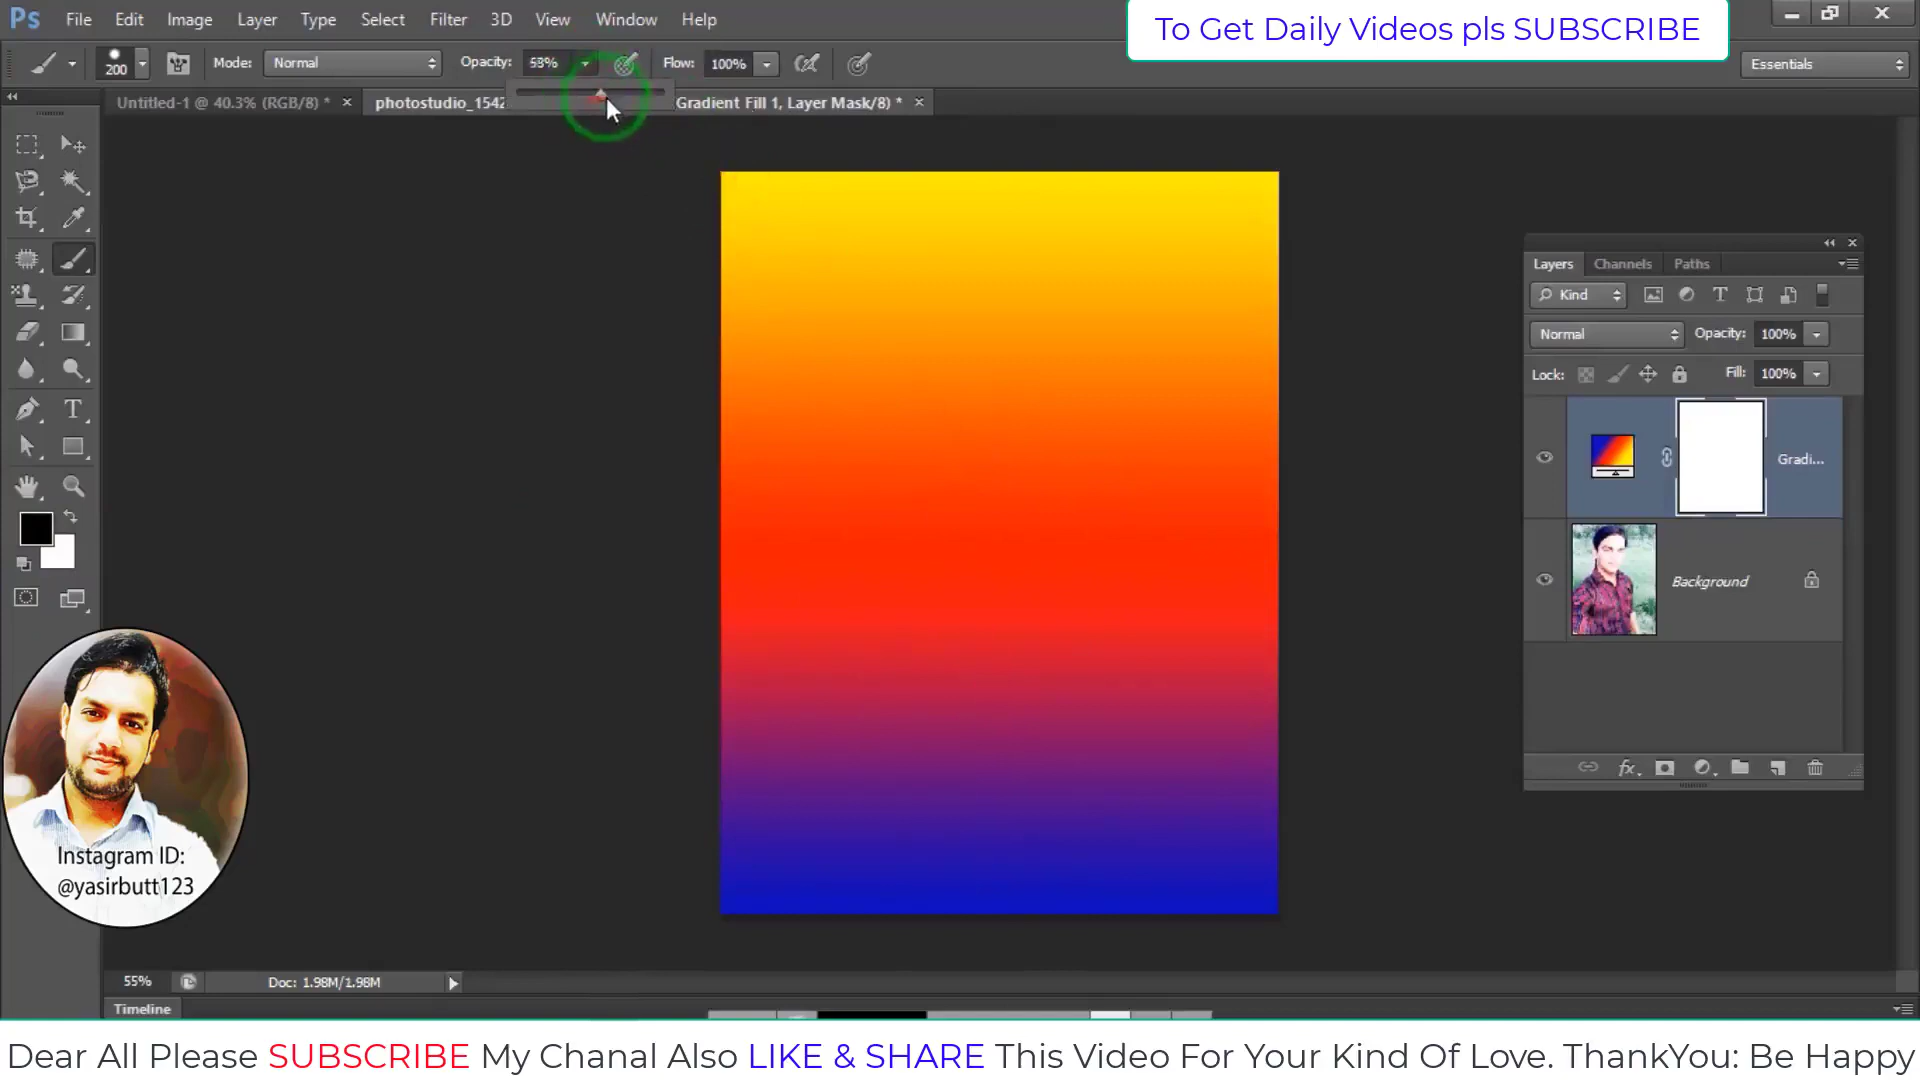 Ps File Edit Image Layer Type Select Filter 3D View Window Help
To Get Daily Videos pls SUBSCRIBE
200 Mode: Normal Opacity: 58% Flow: 100% Essentials
Untitled-1 @ 40.3% (RGB/8) * photostudio_1542 Gradient Fill 1, Layer Mask/8) *
Layers Channels Paths
Kind
Normal Opacity: 100%
Lock: Fill: 100%
Gradi...
Background
Instagram ID:
@yasirbutt123
55% Doc: 1.98M/1.98M
Timeline
Dear All Please SUBSCRIBE My Chanal Also LIKE & SHARE This Video For Your Kind Of Love. ThankYou: Be Happy